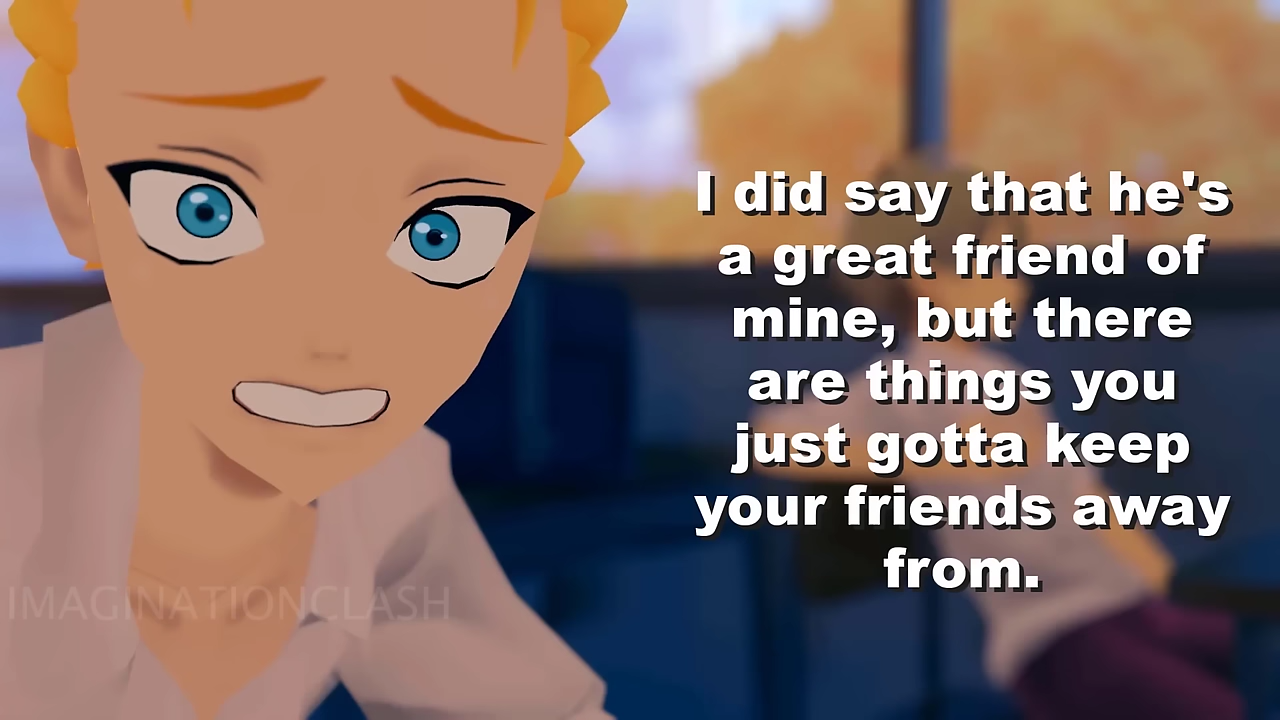 I did say that he's
a great friend of
mine, but there
are things you
just gotta keep
your friends away
from.
IMAGINATIONCLASH